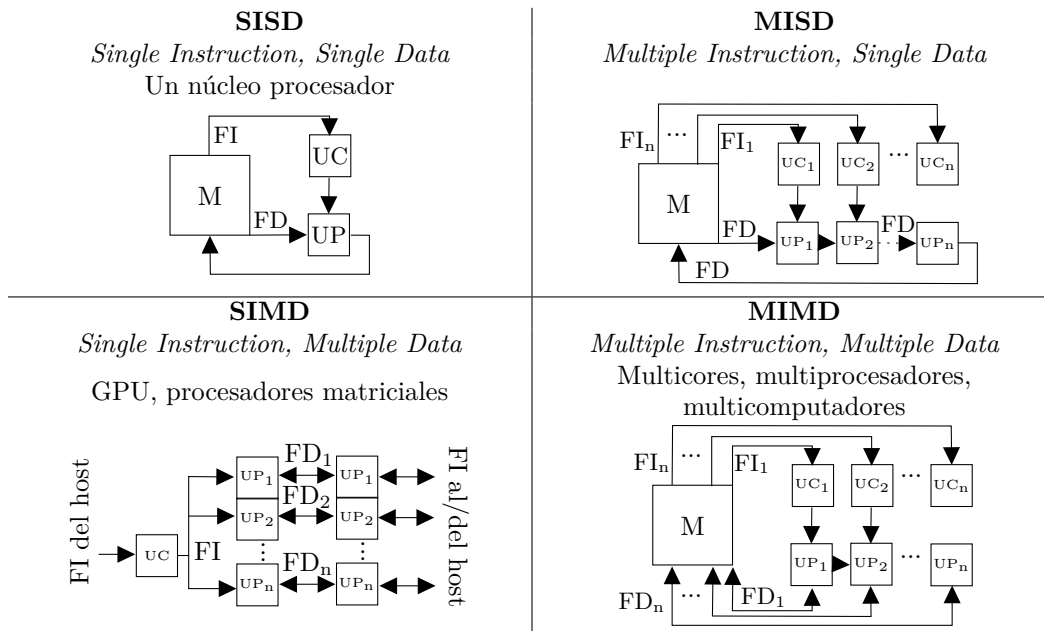 SISD
Single Instruction, Single Data
Un núcleo procesador
FI
UC
M
FD
UP
MISD
Multiple Instruction, Single Data
FIn
...
FI1
UC1
UC2
...
UCn
M
FD
UP1
UP2
FD
UPn
FD
SIMD
Single Instruction, Multiple Data
GPU, procesadores matriciales
FI del host
UC
FI
UP1
FD1
UP1
UP2
FD2
UP2
...
...
UPn
FDn
UPn
FI al/del host
MIMD
Multiple Instruction, Multiple Data
Multicores, multiprocesadores,
multicomputadores
FIn
...
FI1
UC1
UC2
...
UCn
M
UP1
UP2
...
UPn
FDn
...
FD1